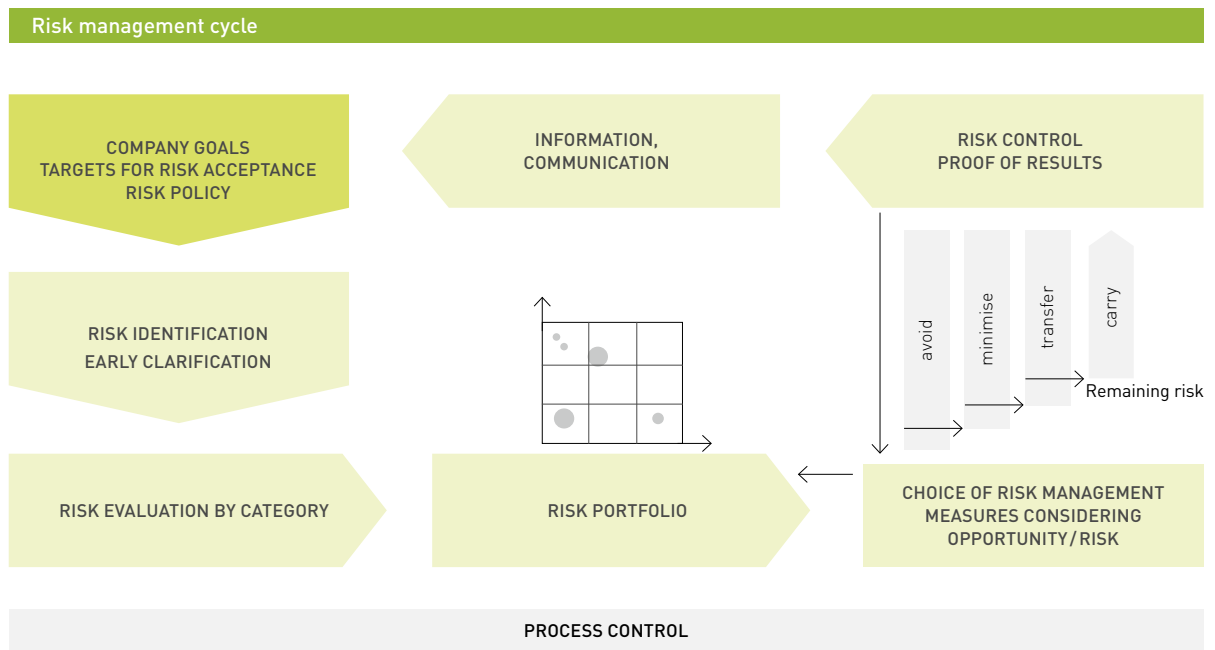 Risk management cycle
COMPANY GOALS
TARGETS FOR RISK ACCEPTANCE
RISK POLICY
INFORMATION,
COMMUNICATION
RISK CONTROL
PROOF OF RESULTS
RISK IDENTIFICATION
EARLY CLARIFICATION
avoid
minimise
transfer
carry
Remaining risk
RISK EVALUATION BY CATEGORY
RISK PORTFOLIO
CHOICE OF RISK MANAGEMENT
MEASURES CONSIDERING
OPPORTUNITY / RISK
PROCESS CONTROL